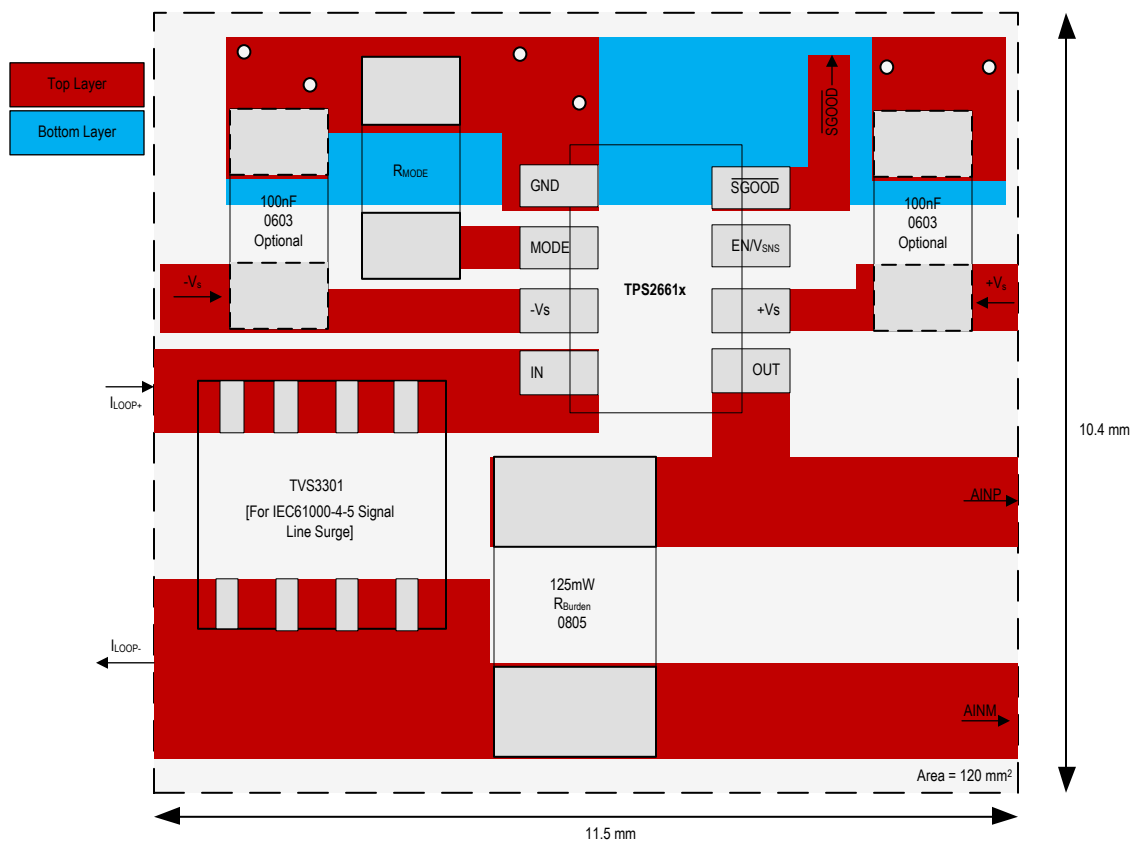 Top Layer
Bottom Layer
SGOOD
RMODE
GND
SGOOD
100nF
0603
Optional
100nF
0603
Optional
MODE
EN/VSNS
-Vs
TPS2661x
+Vs
-Vs
+Vs
IN
OUT
ILOOP+
10.4 mm
TVS3301
[For IEC61000-4-5 Signal
Line Surge]
AINP
125mW
RBurden
0805
ILOOP-
AINM
Area = 120 mm²
11.5 mm